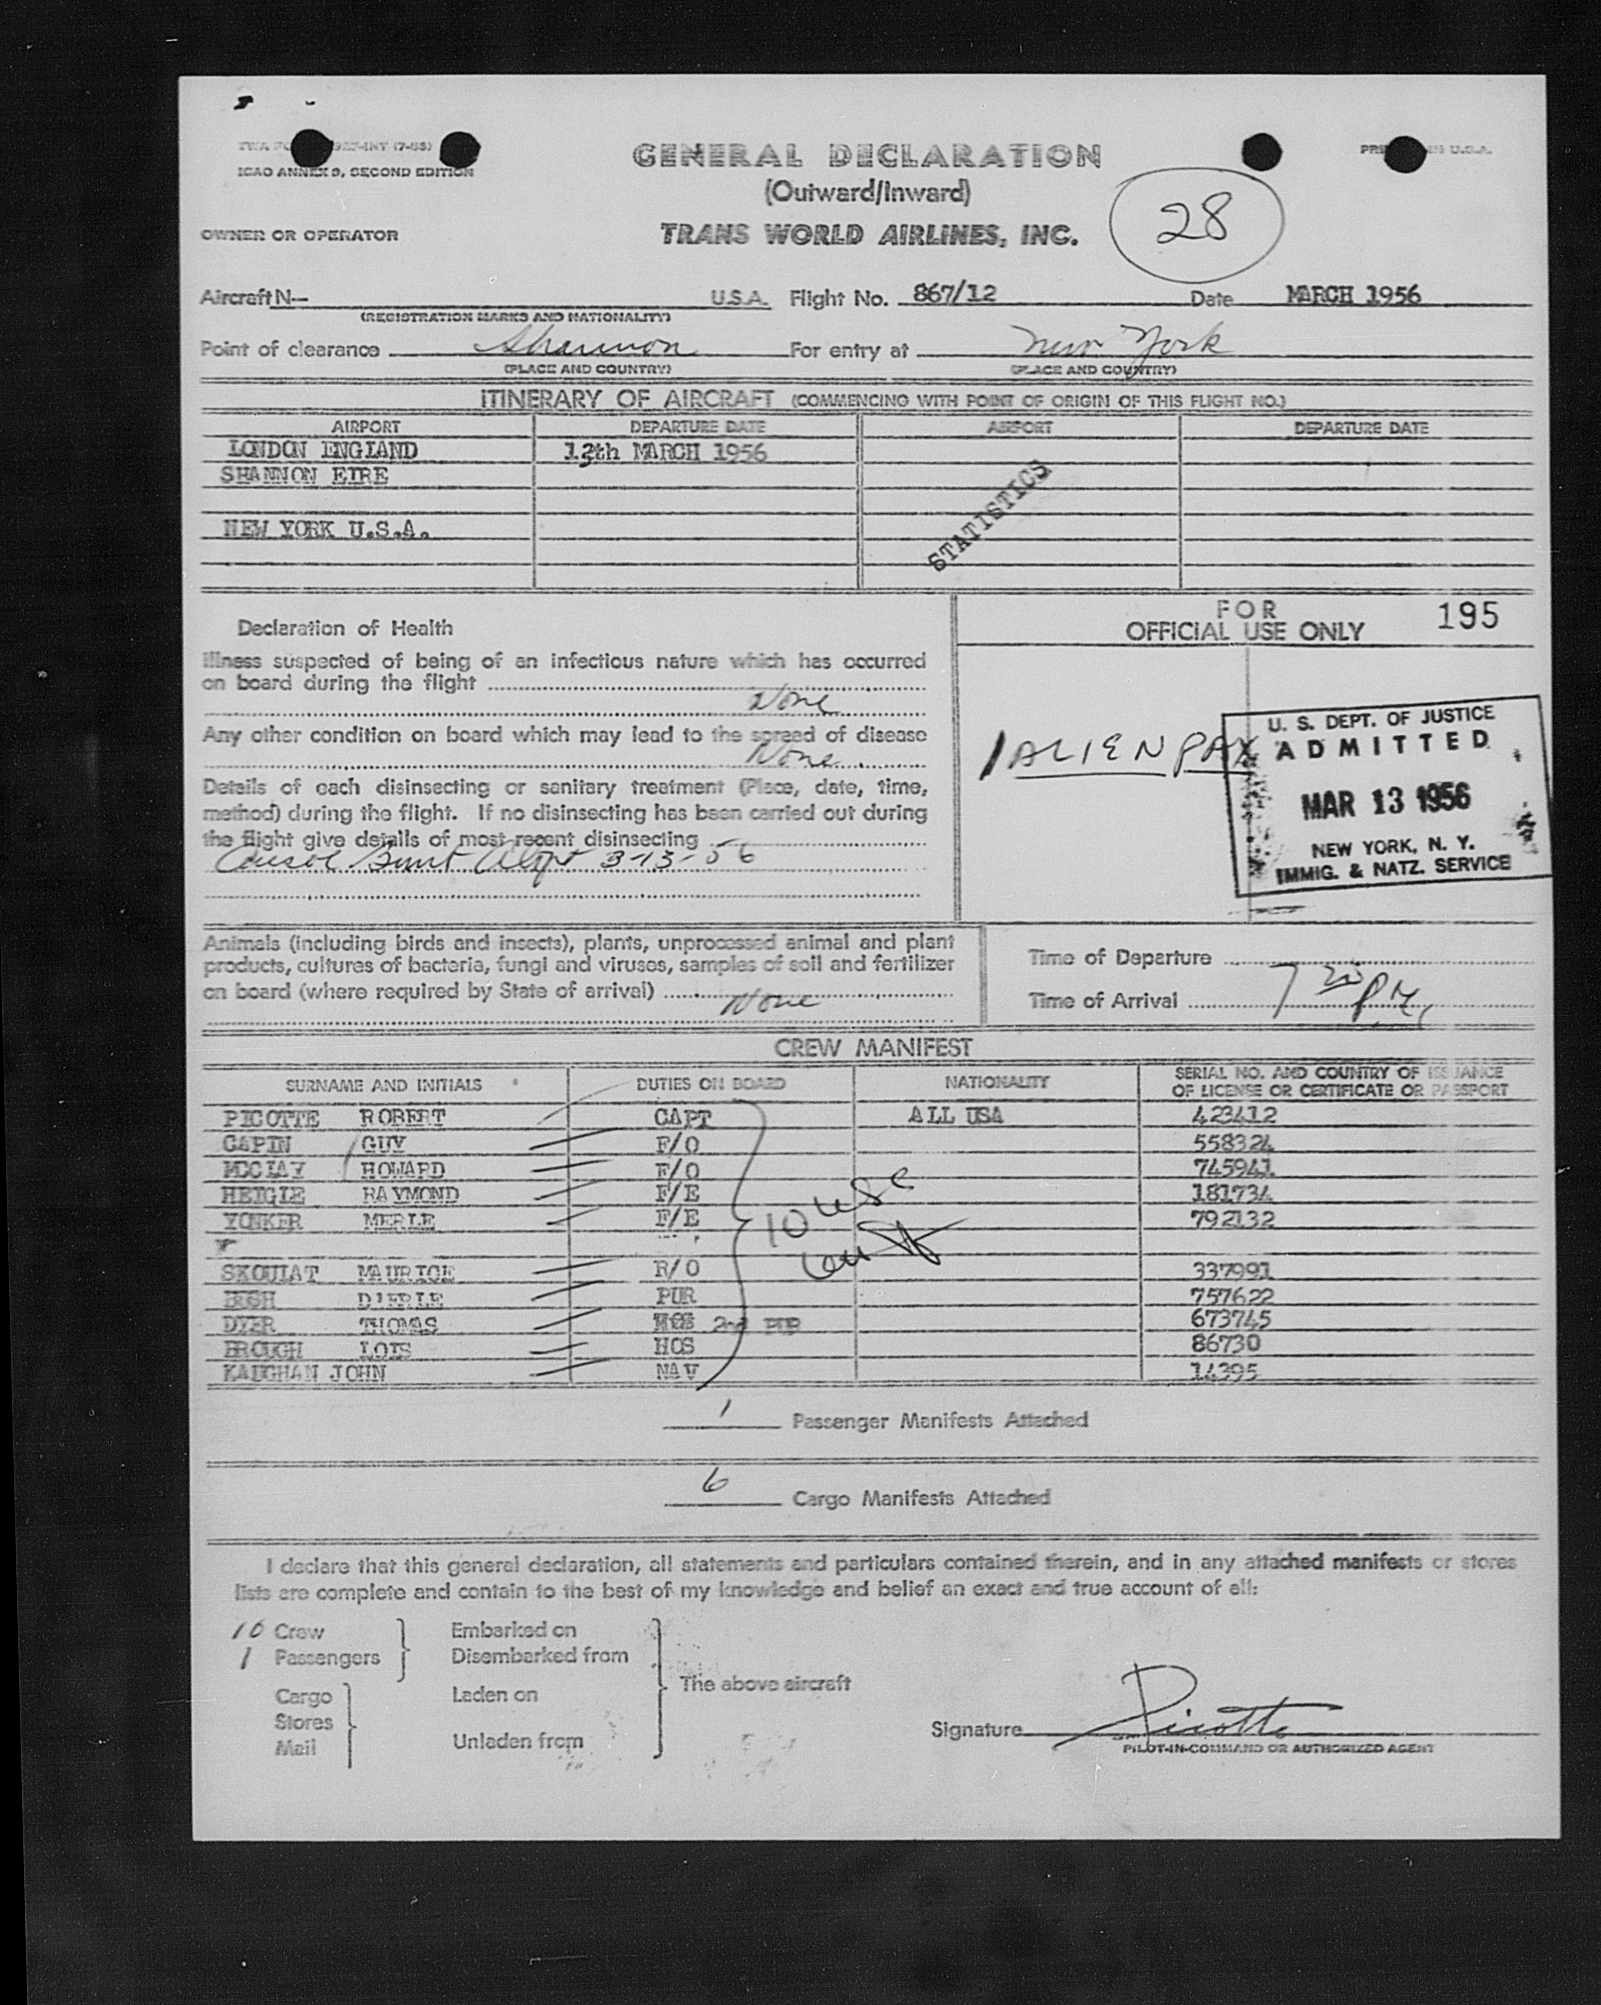 ICAO ANNEX 9, SECOND EDITION
GENERAL DECLARATION
(Outward/Inward)
28
OWNER OR OPERATOR
TRANS WORLD AIRLINES, INC.
Aircraft N— U.S.A. Flight No. 867/12 Date MARCH 1956
(REGISTRATION MARKS AND NATIONALITY)
Point of clearance Shannon For entry at New York
(PLACE AND COUNTRY) (PLACE AND COUNTRY)
ITINERARY OF AIRCRAFT (COMMENCING WITH POINT OF ORIGIN OF THIS FLIGHT NO.)
AIRPORT DEPARTURE DATE AIRPORT DEPARTURE DATE
LONDON ENGLAND 13th MARCH 1956
SHANNON EIRE
NEW YORK U.S.A.
STATISTICS
FOR
OFFICIAL USE ONLY 195
Declaration of Health
Illness suspected of being of an infectious nature which has occurred
on board during the flight
None
Any other condition on board which may lead to the spread of disease
None
Details of each disinsecting or sanitary treatment (Place, date, time,
method) during the flight. If no disinsecting has been carried out during
the flight give details of most recent disinsecting
3-13-56
1 ALIEN PAX
U. S. DEPT. OF JUSTICE
ADMITTED
MAR 13 1956
NEW YORK, N. Y.
IMMIG. & NATZ. SERVICE
Animals (including birds and insects), plants, unprocessed animal and plant
products, cultures of bacteria, fungi and viruses, samples of soil and fertilizer
on board (where required by State of arrival) None
Time of Departure
Time of Arrival 7 PM
CREW MANIFEST
SURNAME AND INITIALS DUTIES ON BOARD NATIONALITY SERIAL NO. AND COUNTRY OF ISSUANCE
OF LICENSE OR CERTIFICATE OR PASSPORT
PICOTTE ROBERT CAPT ALL USA 423412
GAPIN GUY F/O 558324
MCCLAY HOWARD F/O 745941
HEIGLE RAYMOND F/E 181734
YONKER MERLE F/E 792132
10 USC
SKOULAT MAURICE R/O 337991
BUSH PUR 757622
DYER THOMAS 2nd PUR 673745
BROUGH LOIS HOS 86730
KAUGHAN JOHN NAV 14395
1 Passenger Manifests Attached
6 Cargo Manifests Attached
I declare that this general declaration, all statements and particulars contained therein, and in any attached manifests or stores
lists are complete and contain to the best of my knowledge and belief an exact and true account of all:
10 Crew Embarked on
1 Passengers Disembarked from
The above aircraft
Cargo Laden on
Stores
Mail Unladen from
Signature Picotte
PILOT-IN-COMMAND OR AUTHORIZED AGENT